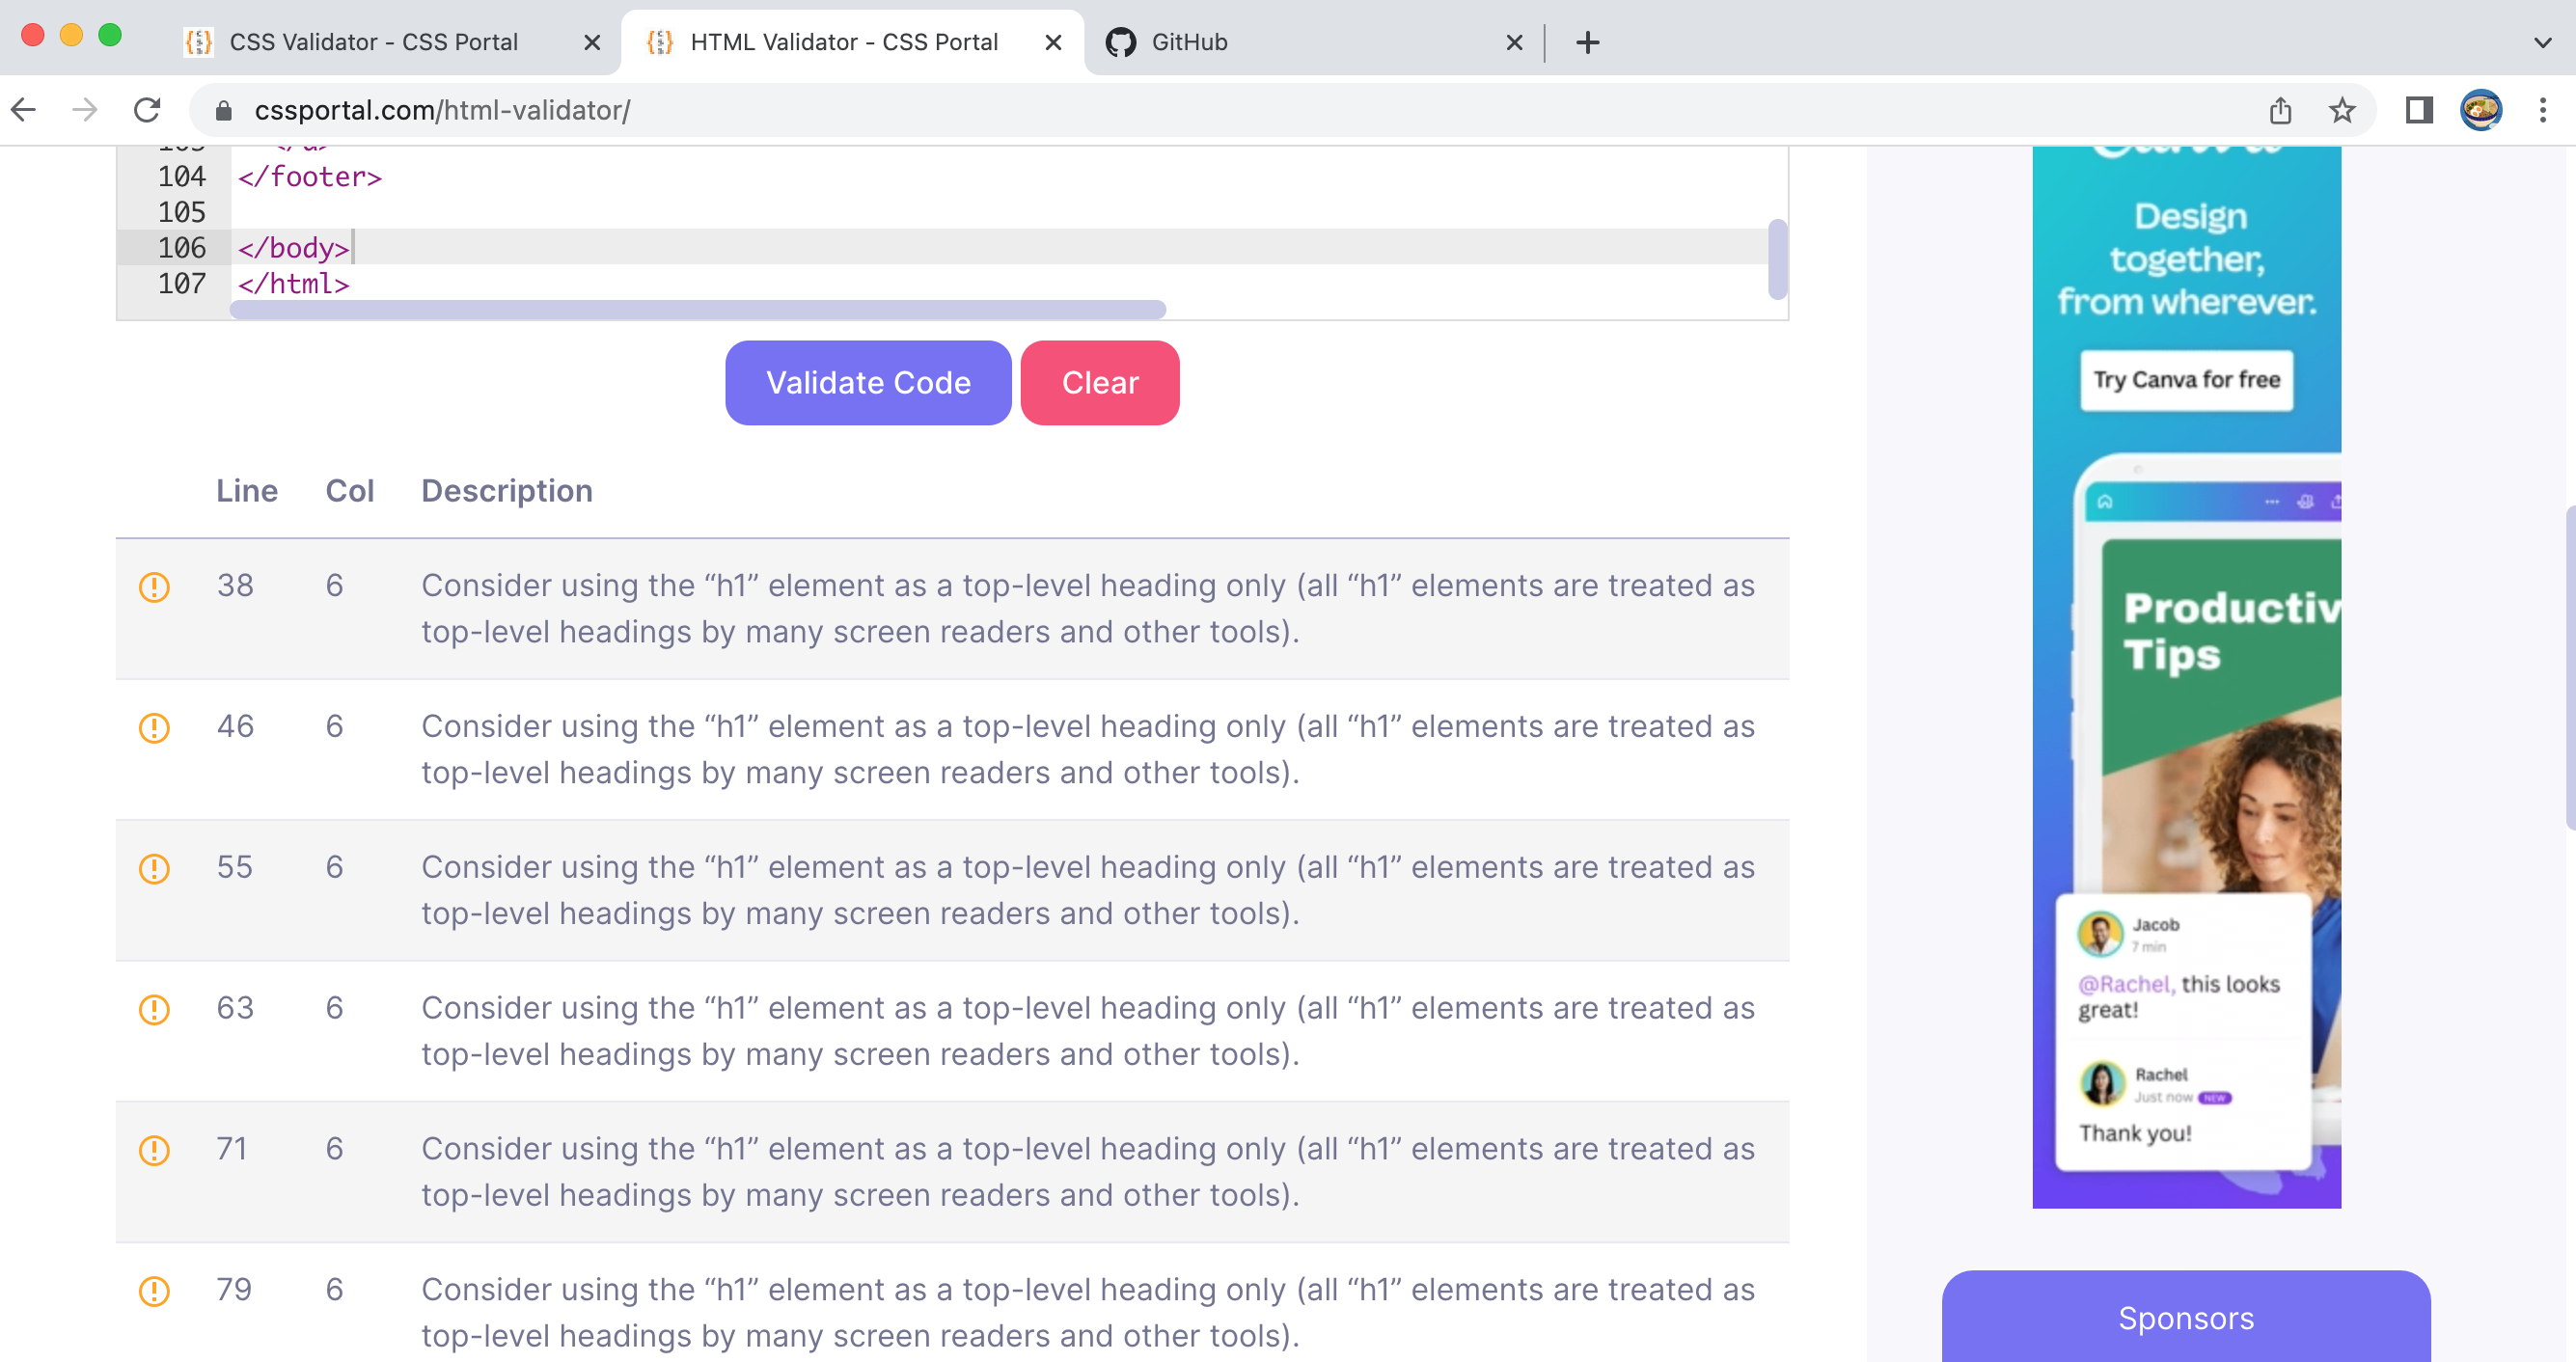 CSS Validator - CSS Portal
HTML Validator - CSS Portal
GitHub
cssportal.com/html-validator/
104 </footer>
105
106 </body>
107 </html>
Validate Code
Clear
Line Col Description
38 6 Consider using the “h1” element as a top-level heading only (all “h1” elements are treated as
top-level headings by many screen readers and other tools).
46 6 Consider using the “h1” element as a top-level heading only (all “h1” elements are treated as
top-level headings by many screen readers and other tools).
55 6 Consider using the “h1” element as a top-level heading only (all “h1” elements are treated as
top-level headings by many screen readers and other tools).
63 6 Consider using the “h1” element as a top-level heading only (all “h1” elements are treated as
top-level headings by many screen readers and other tools).
71 6 Consider using the “h1” element as a top-level heading only (all “h1” elements are treated as
top-level headings by many screen readers and other tools).
79 6 Consider using the “h1” element as a top-level heading only (all “h1” elements are treated as
top-level headings by many screen readers and other tools).
Design
together,
from wherever.
Try Canva for free
Productiv
Tips
Jacob
7 min
@Rachel, this looks
great!
Rachel
Just now NEW
Thank you!
Sponsors